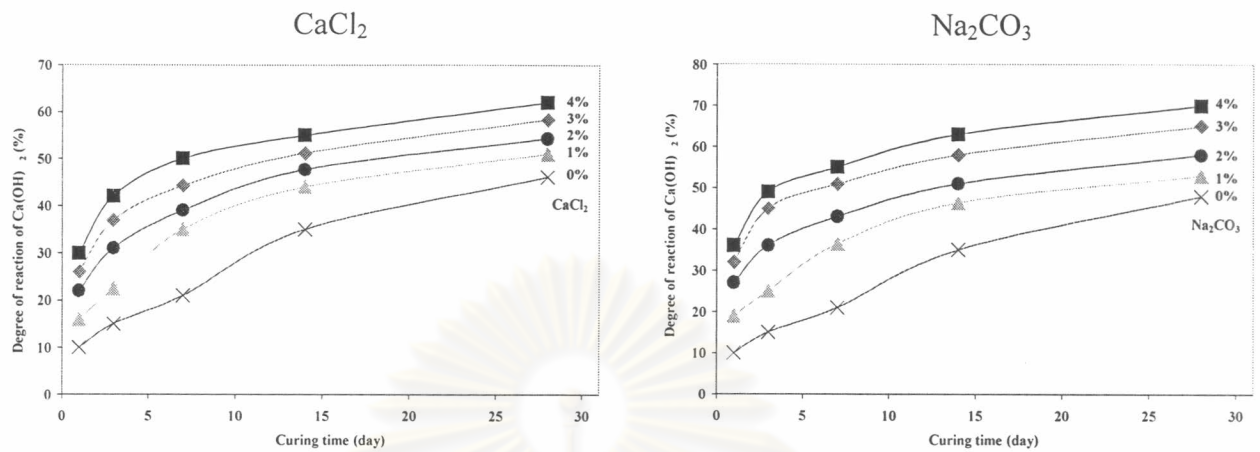 CaCl₂
70
60
50
40
30
20
10
0
Degree of reaction of Ca(OH) ₂ (%)
4%
3%
2%
1%
0%
CaCl₂
0 5 10 15 20 25 30
Curing time (day)
Na₂CO₃
80
70
60
50
40
30
20
10
0
Degree of reaction of Ca(OH) ₂ (%)
4%
3%
2%
1%
0%
Na₂CO₃
0 5 10 15 20 25 30
Curing time (day)